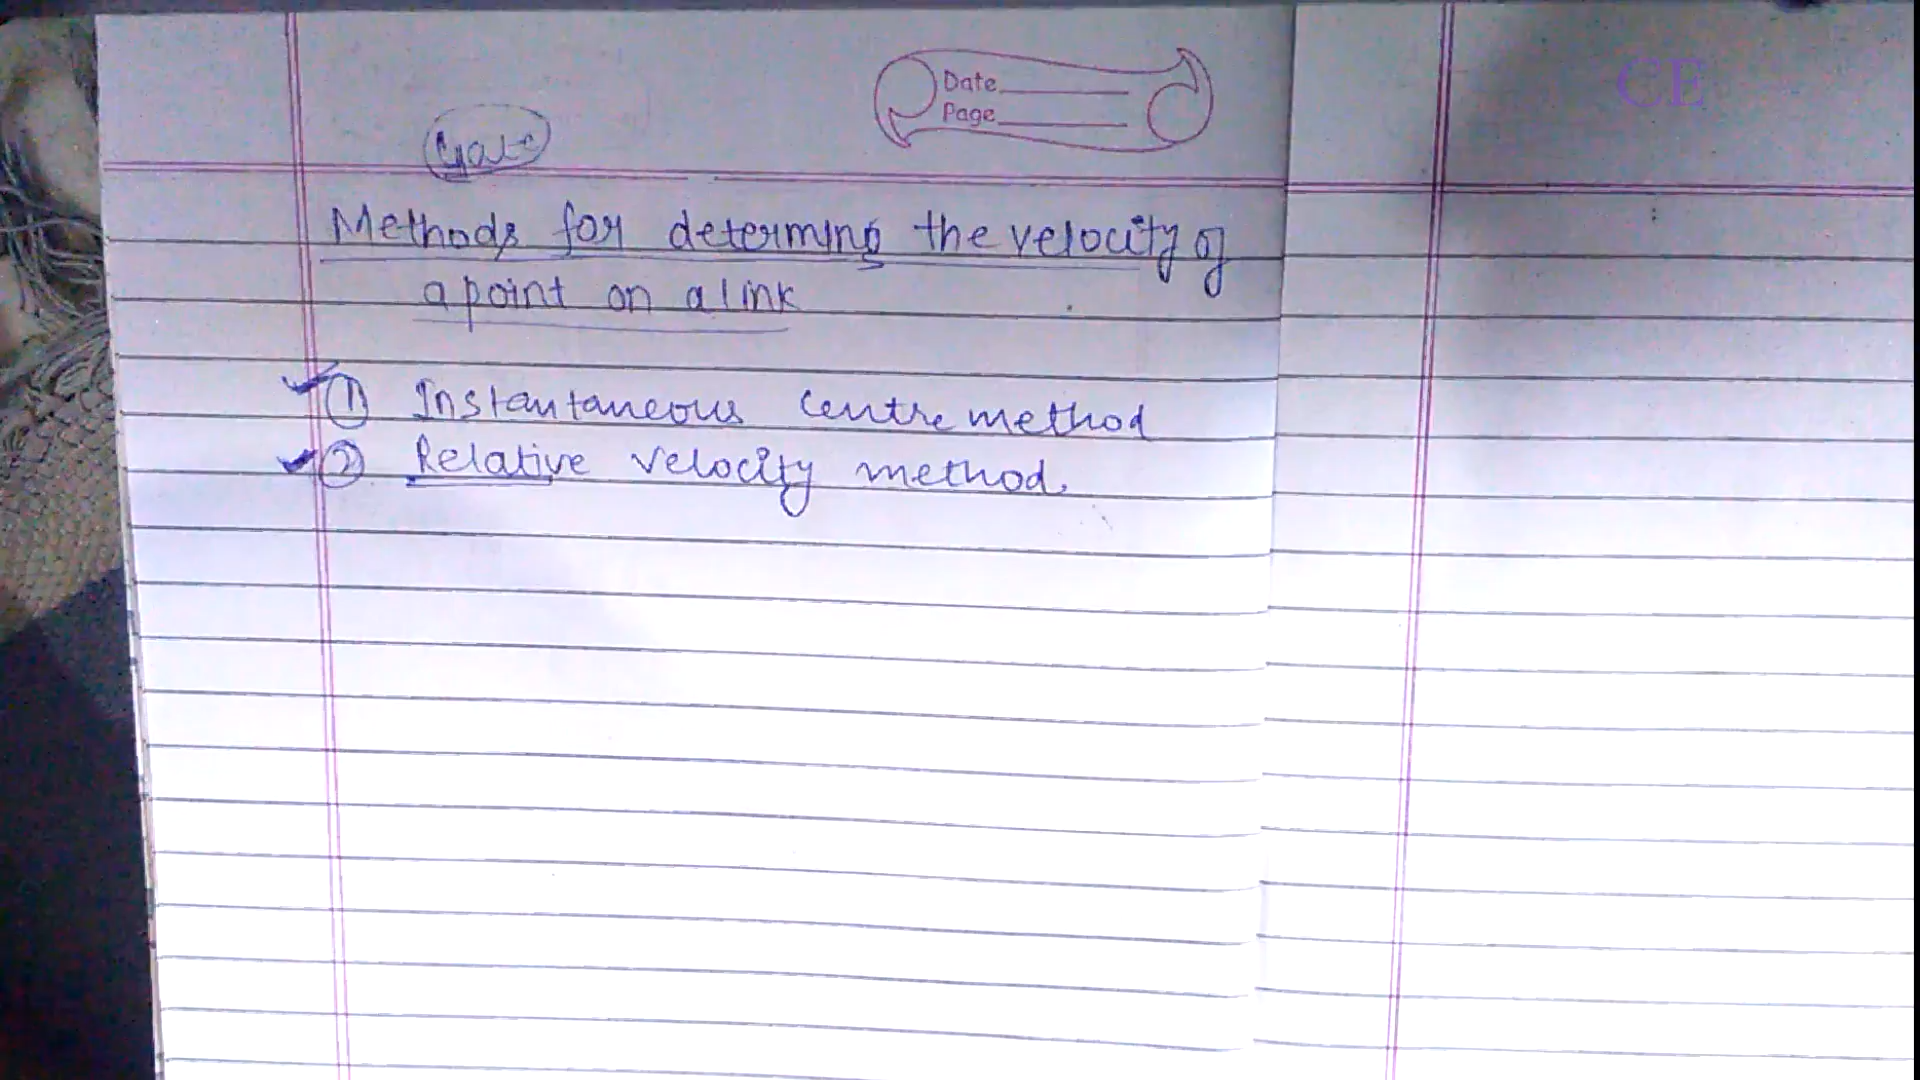 Date
Page
CE
Gate
Methods for determing the velocity of
a point on a link
① Instantaneous centre method
② Relative velocity method.